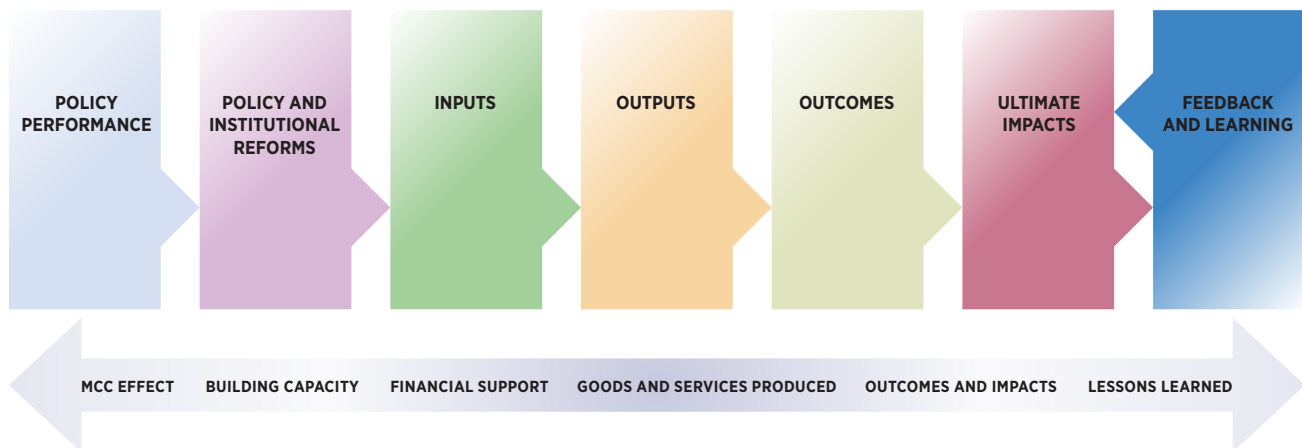 POLICY
PERFORMANCE
POLICY AND
INSTITUTIONAL
REFORMS
INPUTS
OUTPUTS
OUTCOMES
ULTIMATE
IMPACTS
FEEDBACK
AND LEARNING
MCC EFFECT
BUILDING CAPACITY
FINANCIAL SUPPORT
GOODS AND SERVICES PRODUCED
OUTCOMES AND IMPACTS
LESSONS LEARNED